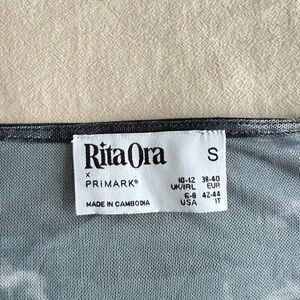 Rita Ora S
x
PRIMARK®
10-12 38-40
UK/IRL EUR
6-8 42-44
USA IT
MADE IN CAMBODIA